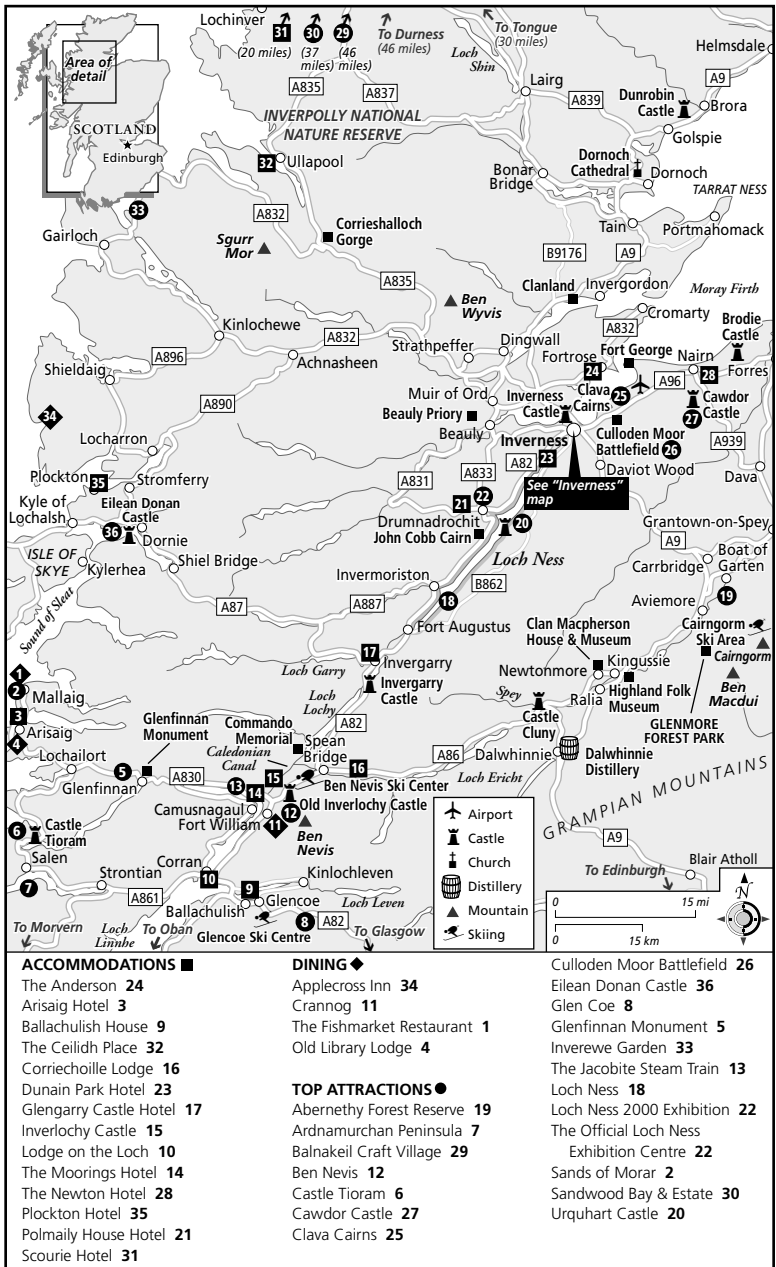 Lochinver
31
30
29
(20 miles)
(37
miles)
(46
miles)
To Durness
(46 miles)
To Tongue
(30 miles)
Loch
Shin
Helmsdale
Area of
detail
SCOTLAND
Edinburgh
A835
A837
Lairg
A839
Dunrobin
Castle
A9
Brora
Golspie
INVERPOLLY NATIONAL
NATURE RESERVE
32
Ullapool
Bonar
Bridge
Dornoch
Cathedral
Dornoch
TARRAT NESS
33
A832
Corrieshalloch
Gorge
Tain
Portmahomack
Gairloch
Sgurr
Mor
B9176
A9
A835
Clanland
Invergordon
Moray Firth
Ben
Wyvis
Cromarty
Kinlochewe
A832
A832
Brodie
Castle
Strathpeffer
Dingwall
Fortrose
Fort George
Nairn
A896
Achnasheen
24
28
Forres
Shieldaig
Clava
Cairns
25
A96
A890
Muir of Ord
Inverness
Castle
Cawdor
Castle
27
34
Beauly Priory
Culloden Moor
Battlefield
26
Beauly
Inverness
A939
Locharron
23
A82
Daviot Wood
Dava
A831
A833
See “Inverness”
map
Plockton
35
Stromferry
22
21
Kyle of
Lochalsh
Eilean Donan
Castle
Drumnadrochit
20
Grantown-on-Spey
36
Dornie
John Cobb Cairn
A9
Boat of
Garten
ISLE OF
SKYE
Kylerhea
Shiel Bridge
Loch Ness
Carrbridge
Invermoriston
B862
19
Sound of Sleat
A87
A887
18
Aviemore
Fort Augustus
Clan Macpherson
House & Museum
Cairngorm
Ski Area
Cairngorm
17
Invergarry
Kingussie
1
Loch Garry
Newtonmore
Ben
Macdui
2
Mallaig
Invergarry
Castle
Spey
Ralia
Highland Folk
Museum
3
Loch
Lochy
Castle
Cluny
GLENMORE
FOREST PARK
Arisaig
Glenfinnan
Monument
Commando
Memorial
A82
4
Caledonian
Canal
Spean
Bridge
A86
Dalwhinnie
Dalwhinnie
Distillery
Lochailort
5
A830
13
15
16
Loch Ericht
Glenfinnan
14
Ben Nevis Ski Center
GRAMPIAN MOUNTAINS
Camusnagaul
12
Old Inverlochy Castle
Airport
6
Castle
Tioram
Fort William
11
Ben
Nevis
Castle
A9
Church
Salen
Corran
Distillery
To Edinburgh
Blair Atholl
Strontian
10
Kinlochleven
Mountain
7
A861
9
Glencoe
Loch Leven
Skiing
0
15 mi
N
Ballachulish
8
A82
0
15 km
To Morvern
Loch
Linnhe
To Oban
Glencoe Ski Centre
To Glasgow
ACCOMMODATIONS
The Anderson 24
Arisaig Hotel 3
Ballachulish House 9
The Ceilidh Place 32
Corriechoille Lodge 16
Dunain Park Hotel 23
Glengarry Castle Hotel 17
Inverlochy Castle 15
Lodge on the Loch 10
The Moorings Hotel 14
The Newton Hotel 28
Plockton Hotel 35
Polmaily House Hotel 21
Scourie Hotel 31
DINING
Applecross Inn 34
Crannog 11
The Fishmarket Restaurant 1
Old Library Lodge 4
TOP ATTRACTIONS
Abernethy Forest Reserve 19
Ardnamurchan Peninsula 7
Balnakeil Craft Village 29
Ben Nevis 12
Castle Tioram 6
Cawdor Castle 27
Clava Cairns 25
Culloden Moor Battlefield 26
Eilean Donan Castle 36
Glen Coe 8
Glenfinnan Monument 5
Inverewe Garden 33
The Jacobite Steam Train 13
Loch Ness 18
Loch Ness 2000 Exhibition 22
The Official Loch Ness
Exhibition Centre 22
Sands of Morar 2
Sandwood Bay & Estate 30
Urquhart Castle 20